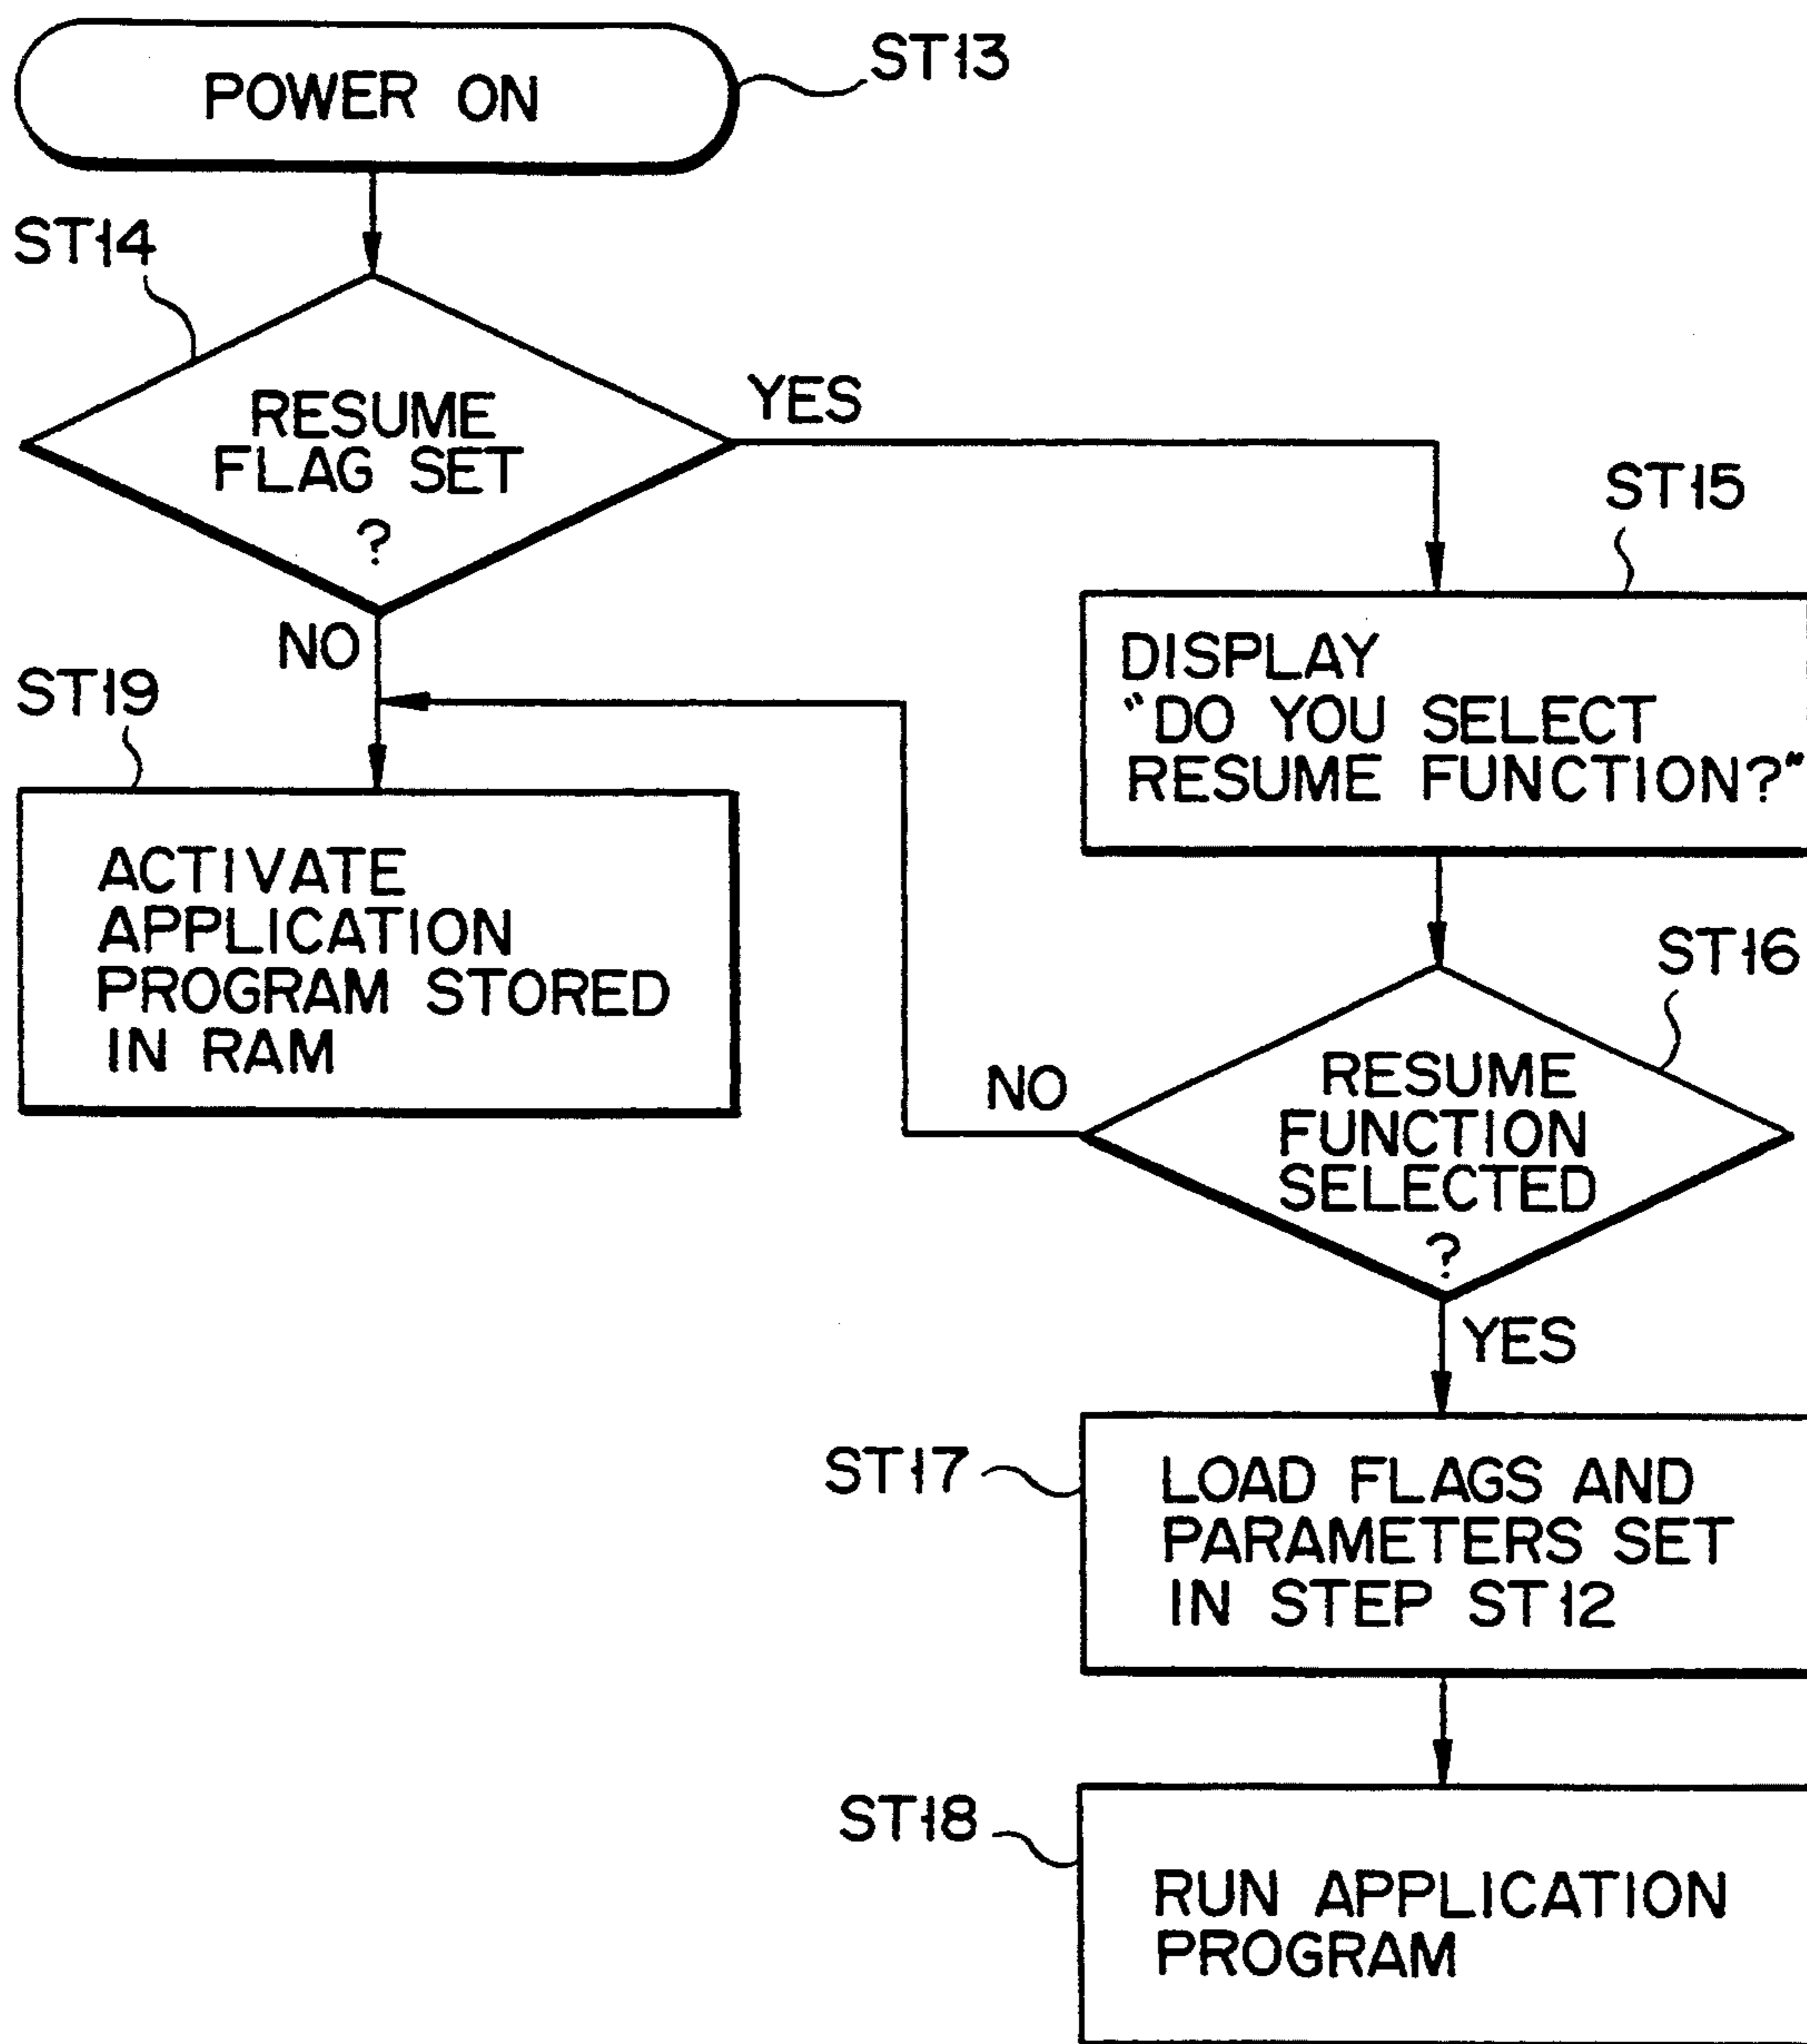 POWER ON
ST13
ST14
RESUME
FLAG SET
?
YES
NO
ST15
DISPLAY
"DO YOU SELECT
RESUME FUNCTION?"
ST19
ACTIVATE
APPLICATION
PROGRAM STORED
IN RAM
ST16
RESUME
FUNCTION
SELECTED
?
NO
YES
ST17
LOAD FLAGS AND
PARAMETERS SET
IN STEP ST12
ST18
RUN APPLICATION
PROGRAM